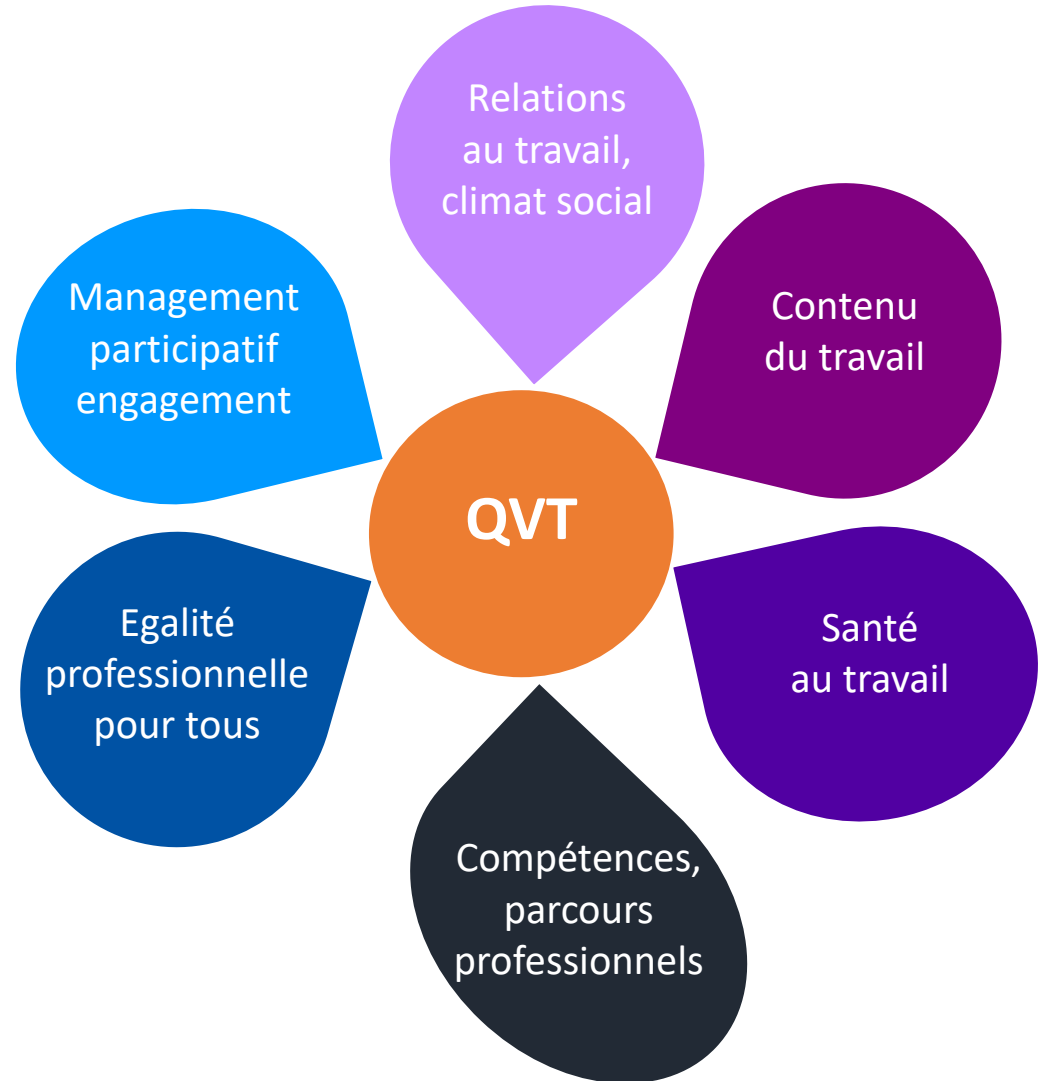 Relations
au travail,
climat social
Management
participatif
engagement
Contenu
du travail
QVT
Egalité
professionnelle
pour tous
Santé
au travail
Compétences,
parcours
professionnels